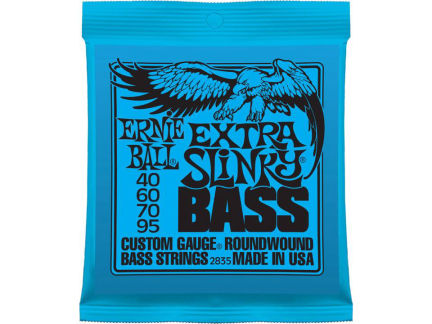 ERNIE BALL®
EXTRA SLINKY®
BASS
40
60
70
95
CUSTOM GAUGE® ROUNDWOUND
BASS STRINGS 2835 MADE IN USA